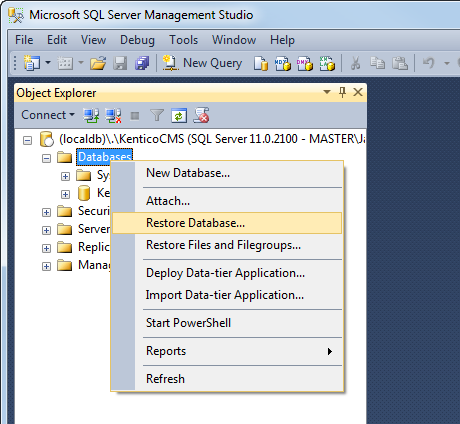 Microsoft SQL Server Management Studio
File Edit View Debug Tools Window Community Help
New Query
Object Explorer
Connect
(localdb)\.\KenticoCMS (SQL Server 11.0.2100 - MASTER\Ja
Databases
New Database...
Attach...
Restore Database...
Restore Files and Filegroups...
Deploy Data-tier Application...
Import Data-tier Application...
Start PowerShell
Reports
Refresh
Sy
Ke
Securi
Server
Replic
Manag